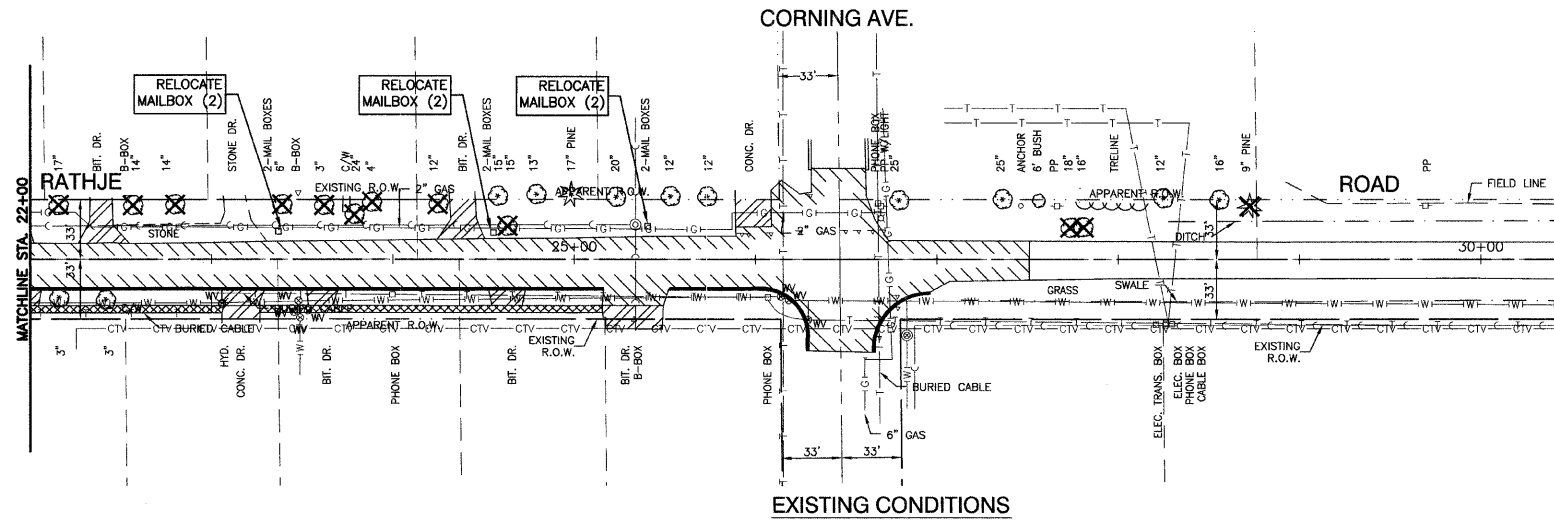 CORNING AVE.
33'
RELOCATE
MAILBOX (2)
RELOCATE
MAILBOX (2)
RELOCATE
MAILBOX (2)
17"
BIT. DR.
B-BOX
14"
14"
STONE DR.
2-MAIL BOXES
6"
B-BOX
3"
C/W
24"
4"
12"
BIT. DR.
2-MAIL BOXES
15"
15"
13"
17" PINE
20"
2-MAIL BOXES
12"
12"
CONC. DR.
PHONE BOX
PP W/LIGHT
25"
25"
ANCHOR
6' BUSH
PP
18"
16"
TRELINE
12"
16"
9" PINE
PP
RATHJE
ROAD
EXISTING R.O.W.
2" GAS
APPARENT R.O.W.
APPARENT R.O.W.
FIELD LINE
MATCHLINE STA. 22+00
33'
33'
STONE
2" GAS
25+00
DITCH
33'
33'
30+00
GRASS
SWALE
BURIED CABLE
APPARENT R.O.W.
EXISTING
R.O.W.
EXISTING
R.O.W.
3"
3"
HYD.
CONC. DR.
BIT. DR.
PHONE BOX
BIT. DR.
BIT. DR.
B-BOX
PHONE BOX
BURIED CABLE
6" GAS
ELEC. TRANS. BOX
ELEC. BOX
PHONE BOX
CABLE BOX
33'
33'
EXISTING CONDITIONS